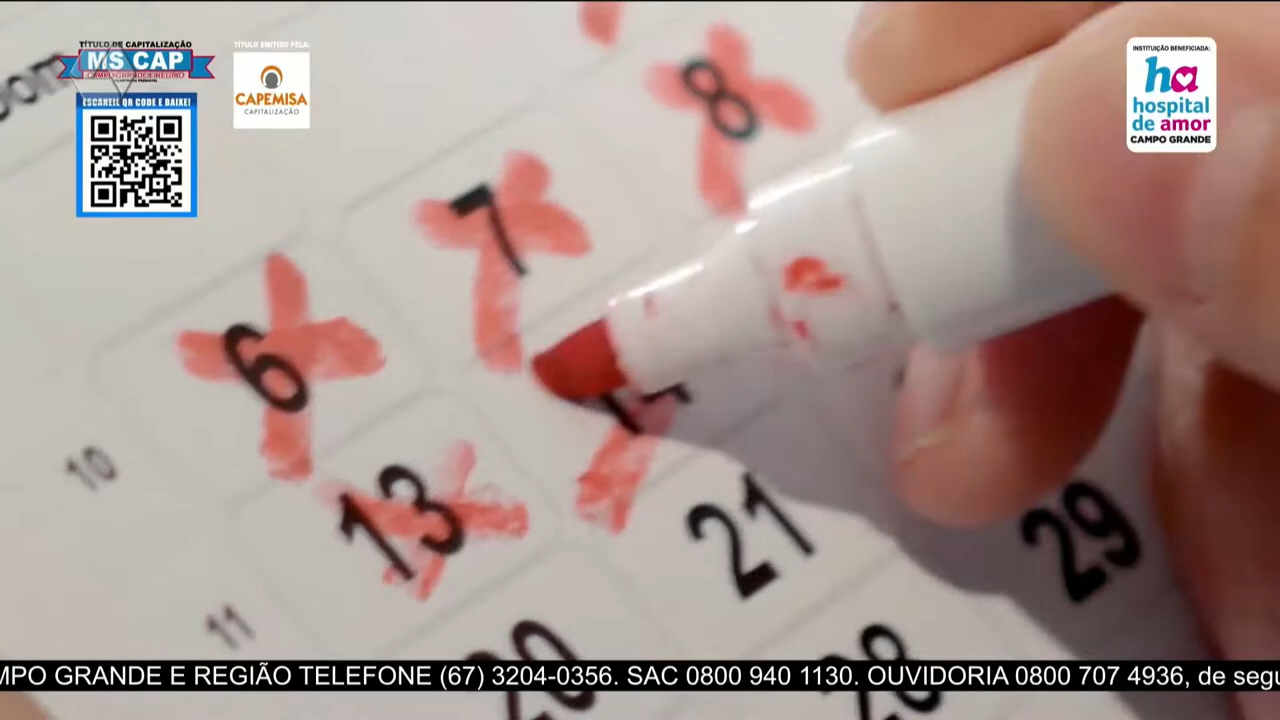 TÍTULO DE CAPITALIZAÇÃO
MS CAP
ESCANEIE QR CODE E BAIXE!
TÍTULO EMITIDO PELA:
CAPEMISA
CAPITALIZAÇÃO
INSTITUIÇÃO BENEFICIADA:
ha
hospital
de amor
CAMPO GRANDE
8
7
6
10
13
21
29
11
20
28
MPO GRANDE E REGIÃO TELEFONE (67) 3204-0356. SAC 0800 940 1130. OUVIDORIA 0800 707 4936, de segu